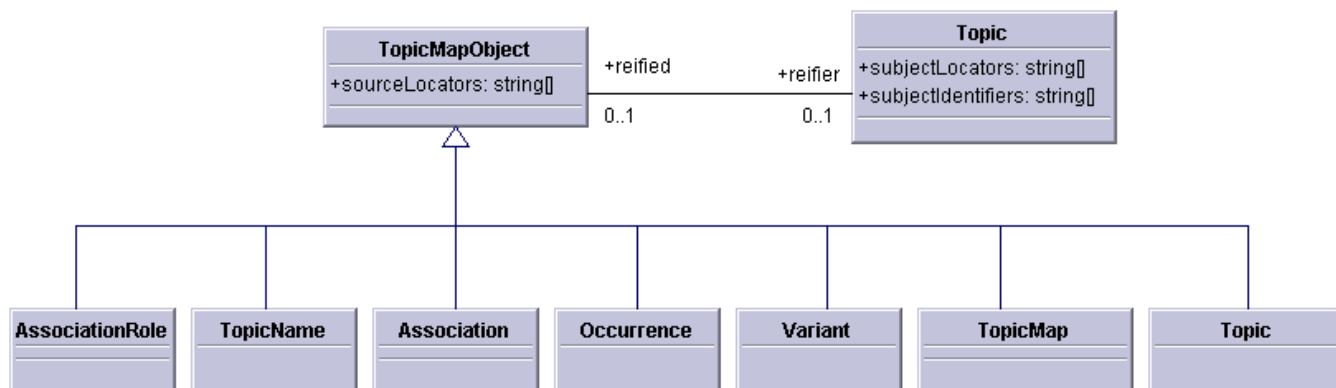 TopicMapObject
+sourceLocators: string[]
+reified
0..1
+reifier
0..1
Topic
+subjectLocators: string[]
+subjectIdentifiers: string[]
AssociationRole
TopicName
Association
Occurrence
Variant
TopicMap
Topic